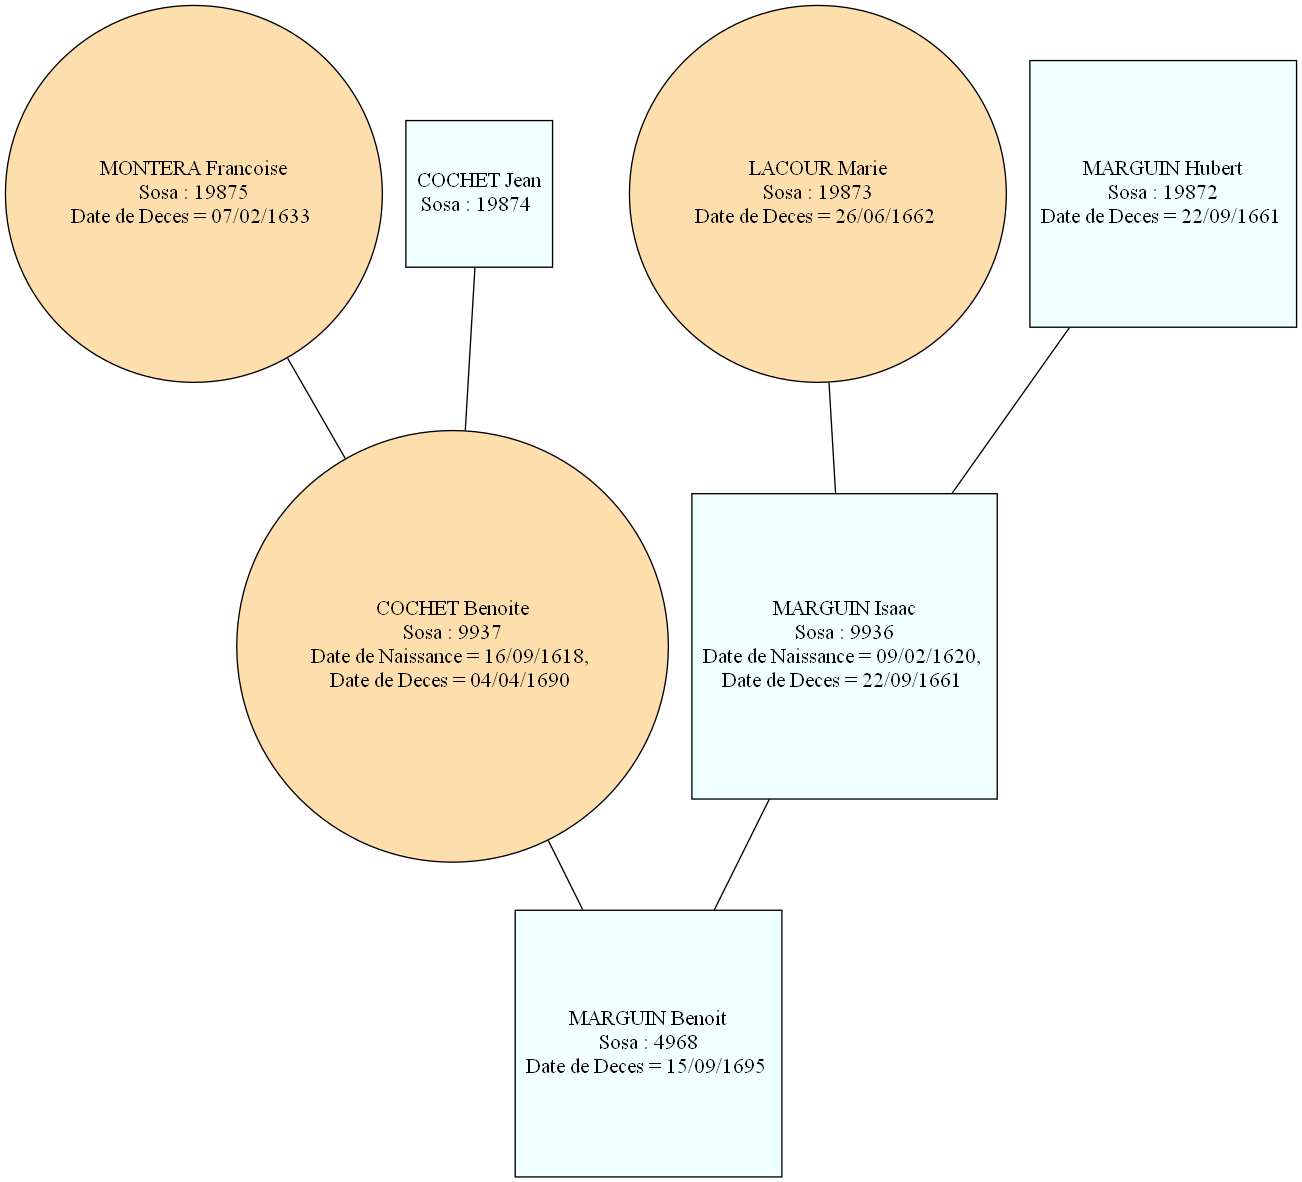 MONTERA Francoise
Sosa : 19875
Date de Deces = 07/02/1633
COCHET Jean
Sosa : 19874
LACOUR Marie
Sosa : 19873
Date de Deces = 26/06/1662
MARGUIN Hubert
Sosa : 19872
Date de Deces = 22/09/1661
COCHET Benoite
Sosa : 9937
Date de Naissance = 16/09/1618,
Date de Deces = 04/04/1690
MARGUIN Isaac
Sosa : 9936
Date de Naissance = 09/02/1620,
Date de Deces = 22/09/1661
MARGUIN Benoit
Sosa : 4968
Date de Deces = 15/09/1695